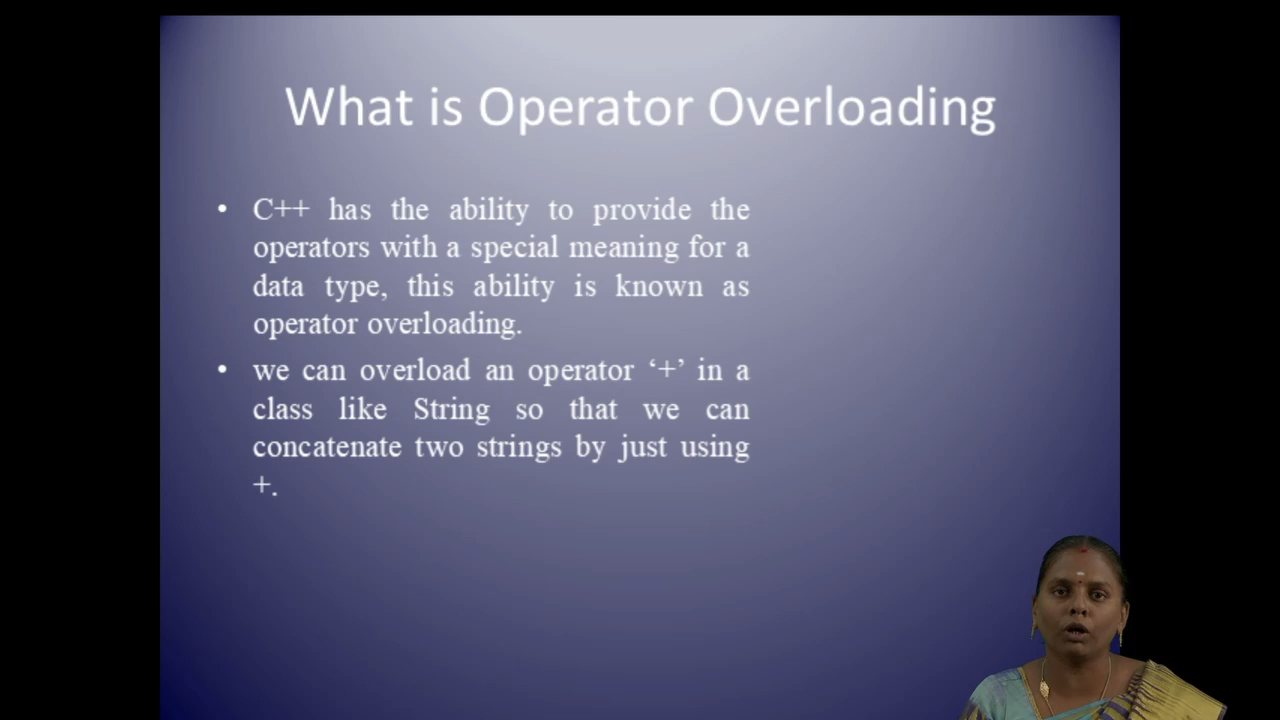 What is Operator Overloading
• C++ has the ability to provide the
operators with a special meaning for a
data type, this ability is known as
operator overloading.
• we can overload an operator ‘+’ in a
class like String so that we can
concatenate two strings by just using
+.